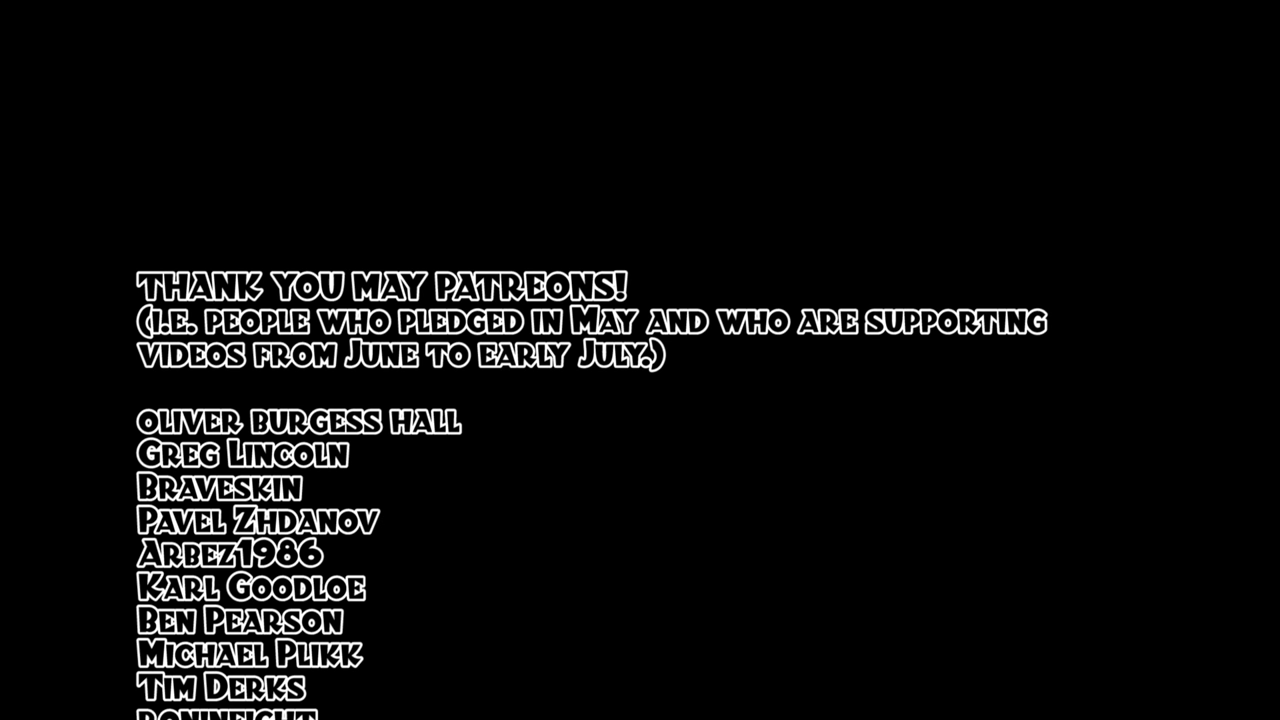 THANK YOU MAY PATREONS!
(I.E. PEOPLE WHO PLEDGED IN MAY AND WHO ARE SUPPORTING
VIDEOS FROM JUNE TO EARLY JULY.)
OLIVER BURGESS HALL
GREG LINCOLN
BRAVESKIN
PAVEL ZHDANOV
ARBEZ1986
KARL GOODLOE
BEN PEARSON
MICHAEL PLIKK
TIM DERKS